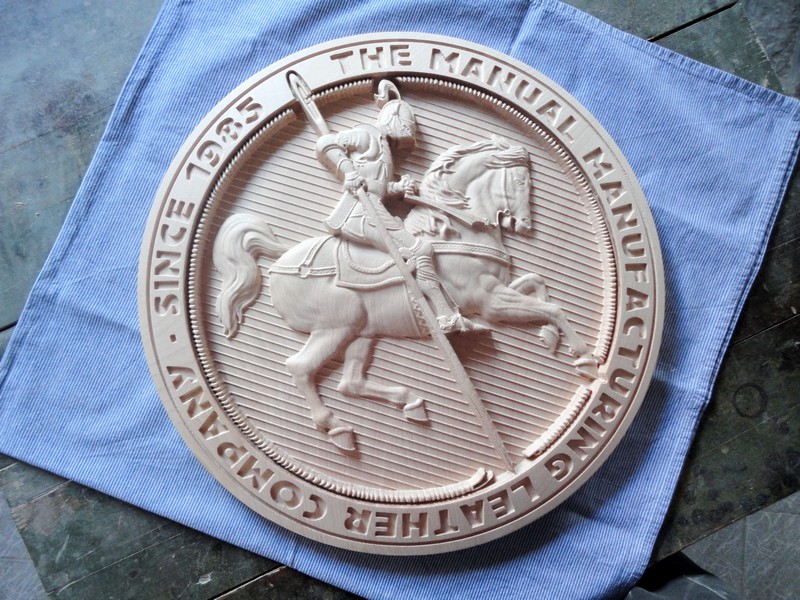 THE MANUAL MANUFACTURING LEATHER COMPANY · SINCE 1985